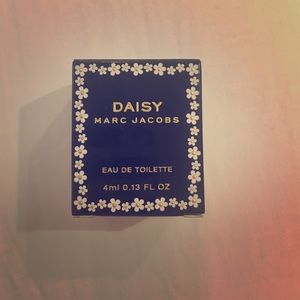 DAISY
MARC JACOBS
EAU DE TOILETTE
4ml 0.13 FL OZ